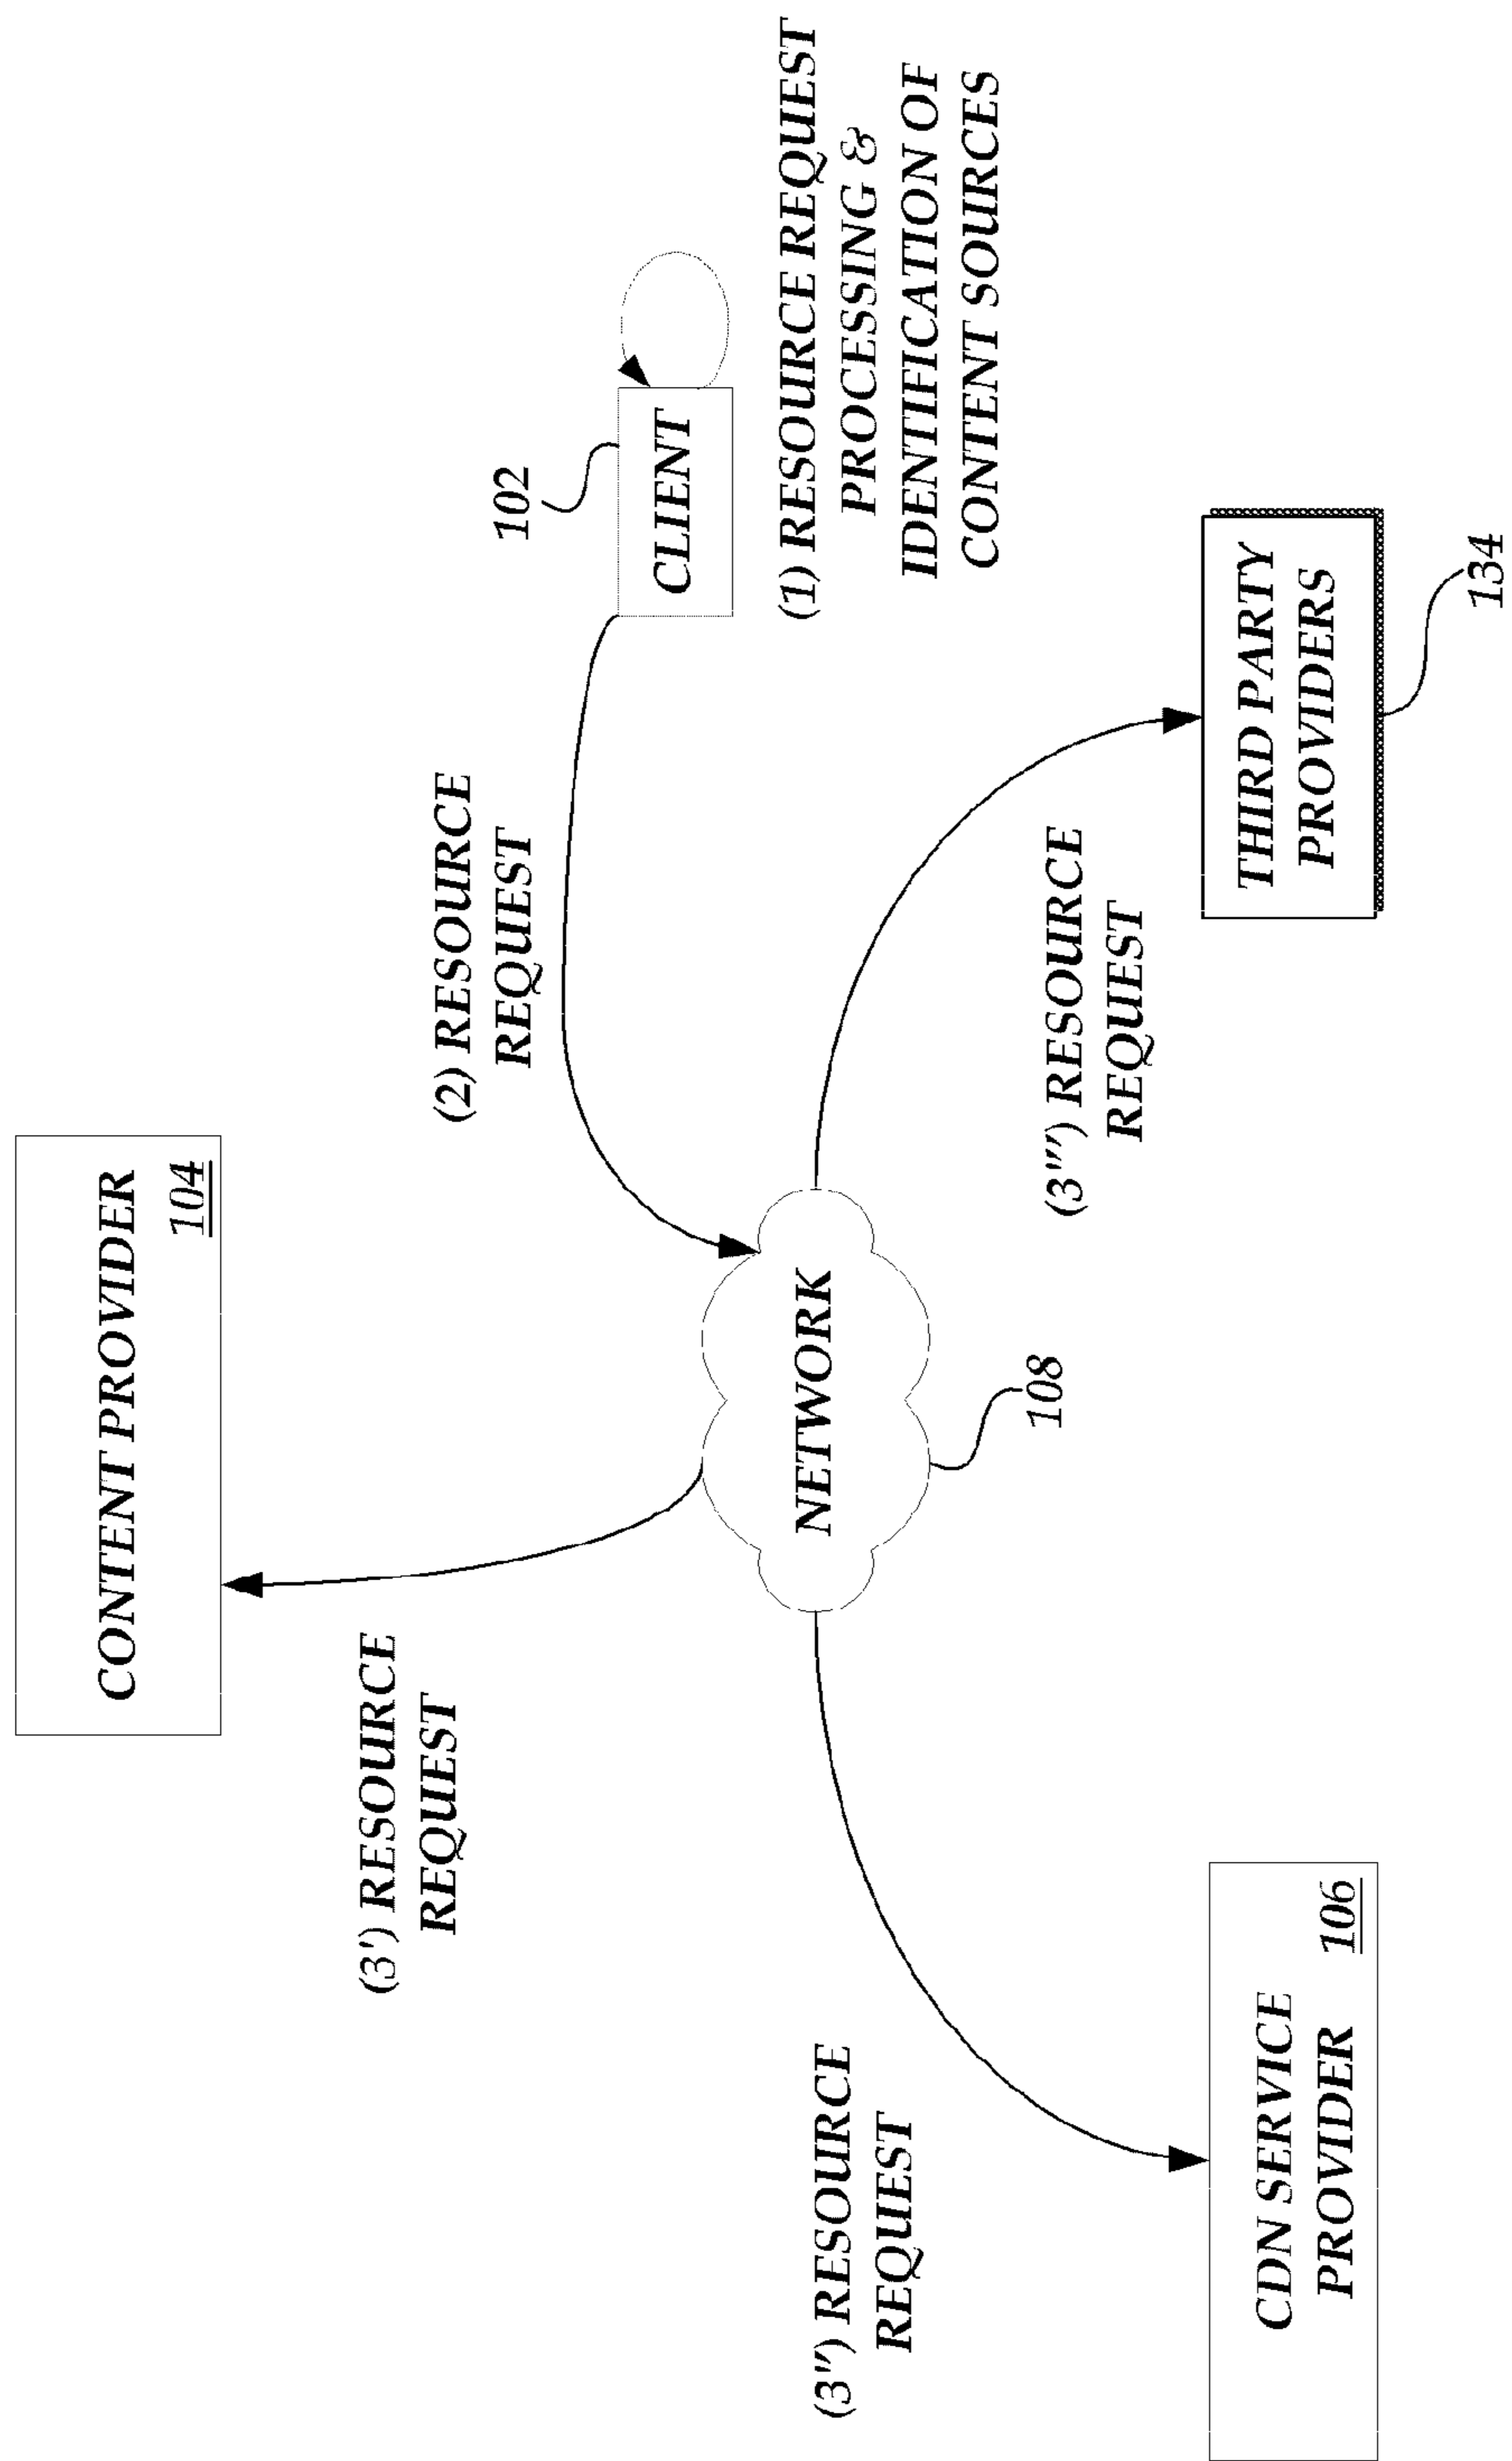 CONTENT PROVIDER
104
(3') RESOURCE
REQUEST
(2) RESOURCE
REQUEST
102
CLIENT
(1) RESOURCE REQUEST
PROCESSING &
IDENTIFICATION OF
CONTENT SOURCES
NETWORK
108
(3") RESOURCE
REQUEST
(3"') RESOURCE
REQUEST
CDN SERVICE
PROVIDER
106
THIRD PARTY
PROVIDERS
134